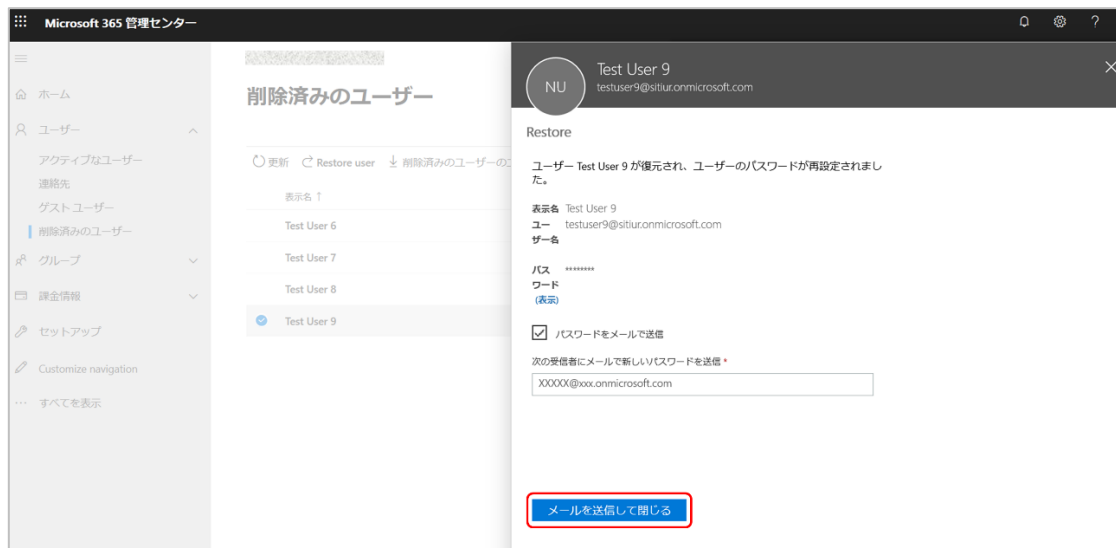 Microsoft 365 管理センター
?
ホーム
ユーザー
アクティブなユーザー
連絡先
ゲスト ユーザー
削除済みのユーザー
グループ
課金情報
セットアップ
Customize navigation
すべてを表示
削除済みのユーザー
更新 Restore user 削除済みのユーザーの
表示名 ↑
Test User 6
Test User 7
Test User 8
Test User 9
NU
Test User 9
testuser9@sitiur.onmicrosoft.com
Restore
ユーザー Test User 9 が復元され、ユーザーのパスワードが再設定されまし
た。
表示名 Test User 9
ユー testuser9@sitiur.onmicrosoft.com
ザー名
パス ********
ワード
(表示)
パスワードをメールで送信
次の受信者にメールで新しいパスワードを送信 *
XXXXX@xxx.onmicrosoft.com
メールを送信して閉じる